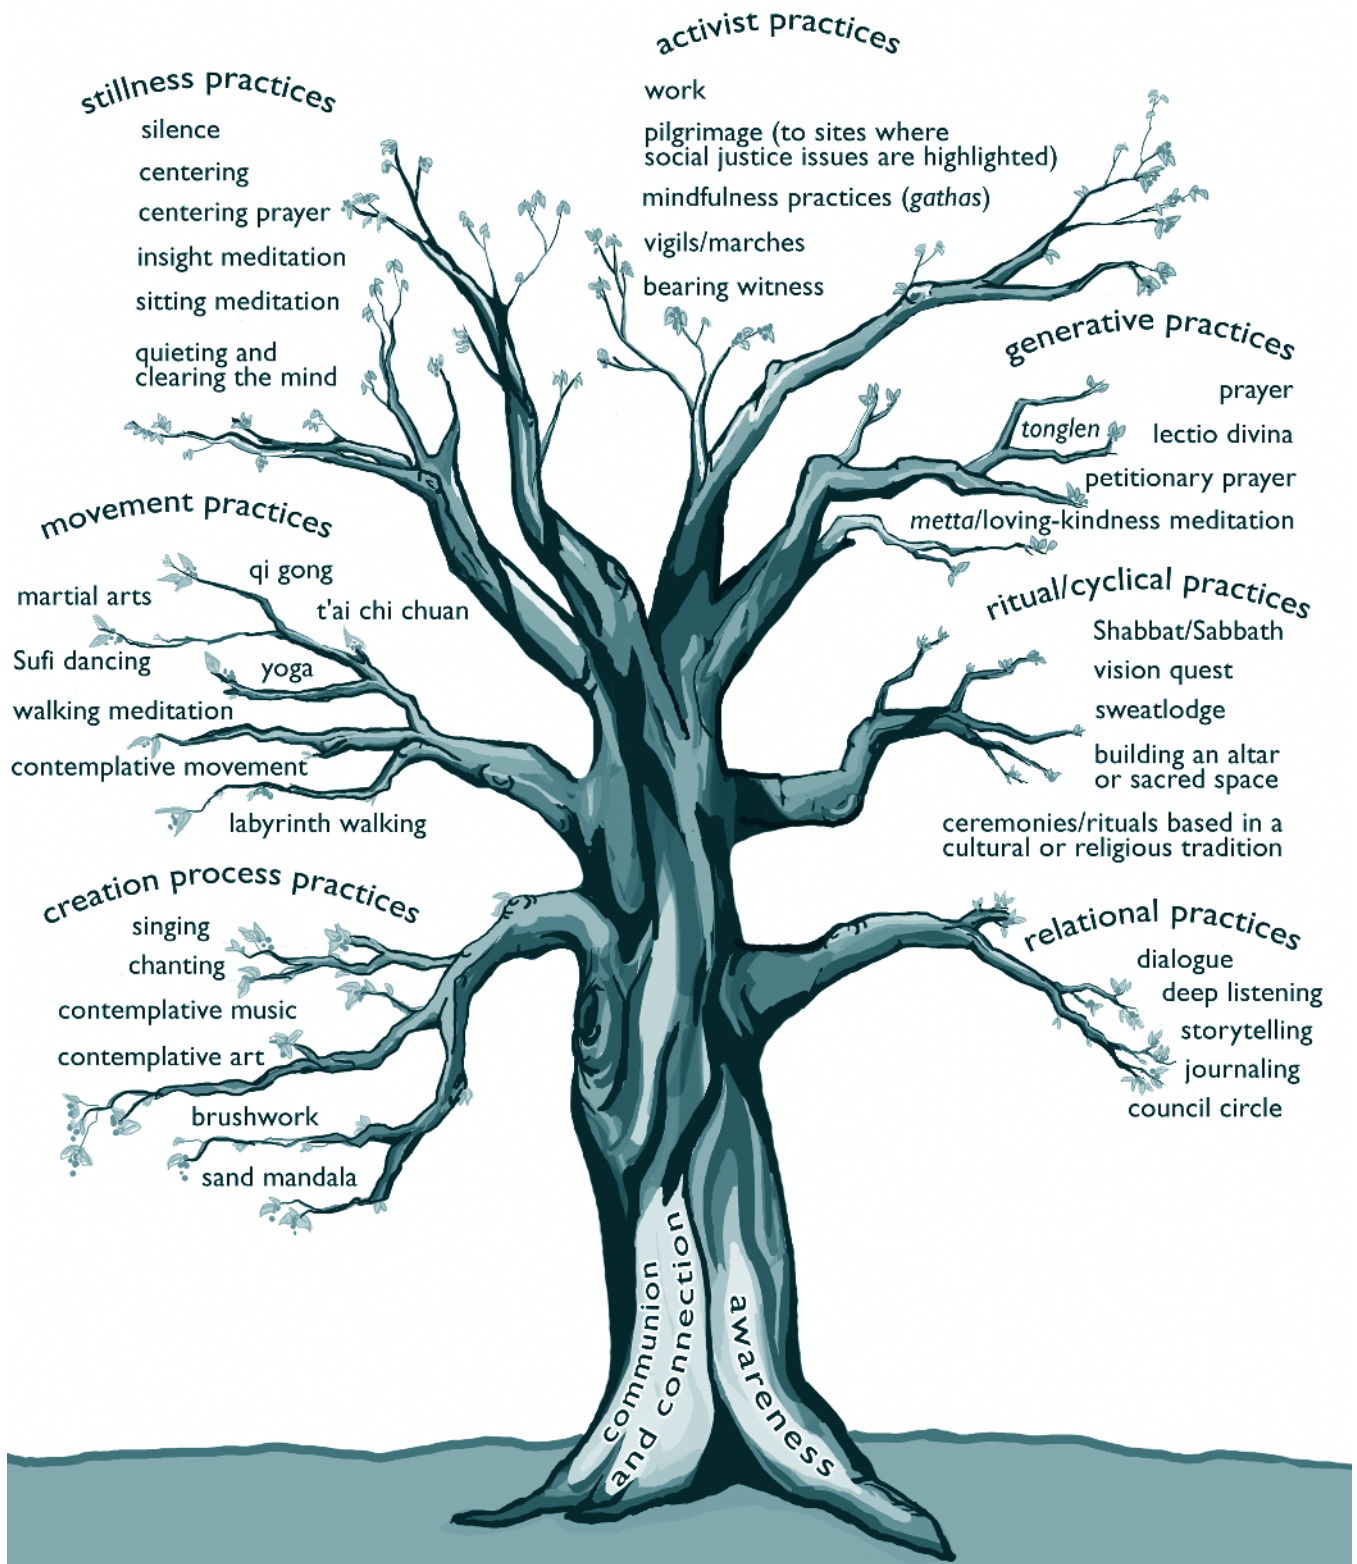 activist practices
work
pilgrimage (to sites where
social justice issues are highlighted)
mindfulness practices (gathas)
vigils/marches
bearing witness
stillness practices
silence
centering
centering prayer
insight meditation
sitting meditation
quieting and
clearing the mind
generative practices
prayer
tonglen
lectio divina
petitionary prayer
metta/loving-kindness meditation
movement practices
qi gong
martial arts
t'ai chi chuan
Sufi dancing
yoga
walking meditation
contemplative movement
labyrinth walking
ritual/cyclical practices
Shabbat/Sabbath
vision quest
sweatlodge
building an altar
or sacred space
ceremonies/rituals based in a
cultural or religious tradition
creation process practices
singing
chanting
contemplative music
contemplative art
brushwork
sand mandala
relational practices
dialogue
deep listening
storytelling
journaling
council circle
communion
and connection
awareness